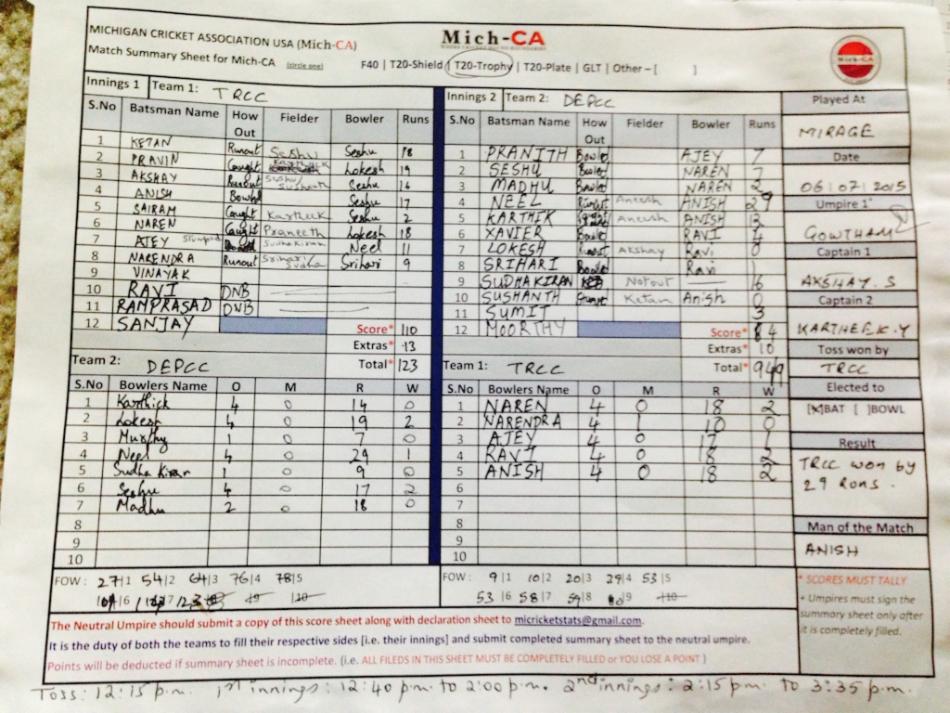 MICHIGAN CRICKET ASSOCIATION USA (Mich-CA)
Mich-CA
Match Summary Sheet for Mich-CA (circle one) F40 | T20-Shield | T20-Trophy | T20-Plate | GLT | Other – [ ]
Innings 1 Team 1: TRCC
S.No Batsman Name How Out Fielder Bowler Runs
1 KETAN Runout Seshu Seshu 18
2 PRAVIN Caught Lokesh 19
3 AKSHAY Runout Seshu/Sushanth Seshu 16
4 ANISH Bowled Seshu 17
5 SAIRAM Caught Karthik Seshu 2
6 NAREN Caught Praneeth Lokesh 18
7 AJEY Stumped Sudhakiran Neel 11
8 NARENDRA Runout Srihari/Sudha Srihari 9
9 VINAYAK
10 RAVI DNB
11 RAMPRASAD DNB
12 SANJAY
Score* 110
Extras* 13
Total* 123
Team 2: DEPCC
S.No Bowlers Name O M R W
1 Karthick 4 0 14 0
2 Lokesh 4 0 19 2
3 Murthy 1 0 7 0
4 Neel 4 0 29 1
5 Sudha Kiran 1 0 9 0
6 Seshu 4 0 17 2
7 Madhu 2 0 18 0
8
9
10
FOW : 27|1 54|2 64|3 76|4 78|5
|6 |7 |9 |10
Innings 2 Team 2: DEPCC
S.No Batsman Name How Out Fielder Bowler Runs
1 PRANITH Bowled AJEY 7
2 SESHU Bowled NAREN 7
3 MADHU Bowled NAREN 2
4 NEEL Runout Aneesh ANISH 29
5 KARTHIK Aneesh ANISH 13
6 XAVIER Bowled RAVI 4
7 LOKESH Runout Akshay Ravi 0
8 SRIHARI Bowled Ravi 1
9 SUDHAKIRAN Notout 16
10 SUSHANTH Ketan Anish 0
11 SUMIT 3
12 MOORTHY
Score* 84
Extras* 10
Total* 94
Team 1: TRCC
S.No Bowlers Name O M R W
1 NAREN 4 0 18 2
2 NARENDRA 4 1 10 0
3 AJEY 4 0 17 1
4 RAVI 4 0 18 2
5 ANISH 4 0 18 2
6
7
8
9
10
FOW : 9|1 10|2 20|3 29|4 53|5
53|6 58|7 59|8 |9 |10
Played At
MIRAGE
Date
06/07/2015
Umpire 1
GOWTHAM
Captain 1
AKSHAY. S
Captain 2
KARTHEEK.Y
Toss won by
TRCC
Elected to
[X]BAT [ ]BOWL
Result
TRCC won by
29 Runs.
Man of the Match
ANISH
* SCORES MUST TALLY
+ Umpires must sign the
summary sheet only after
it is completely filled.
The Neutral Umpire should submit a copy of this score sheet along with declaration sheet to micricketstats@gmail.com.
It is the duty of both the teams to fill their respective sides [i.e. their innings] and submit completed summary sheet to the neutral umpire.
Points will be deducted if summary sheet is incomplete. (i.e. ALL FILEDS IN THIS SHEET MUST BE COMPLETELY FILLED or YOU LOSE A POINT )
Toss: 12:15 p.m. 1st innings: 12:40 p.m. to 2:00 p.m. 2nd innings: 2:15 p.m. to 3:35 p.m.